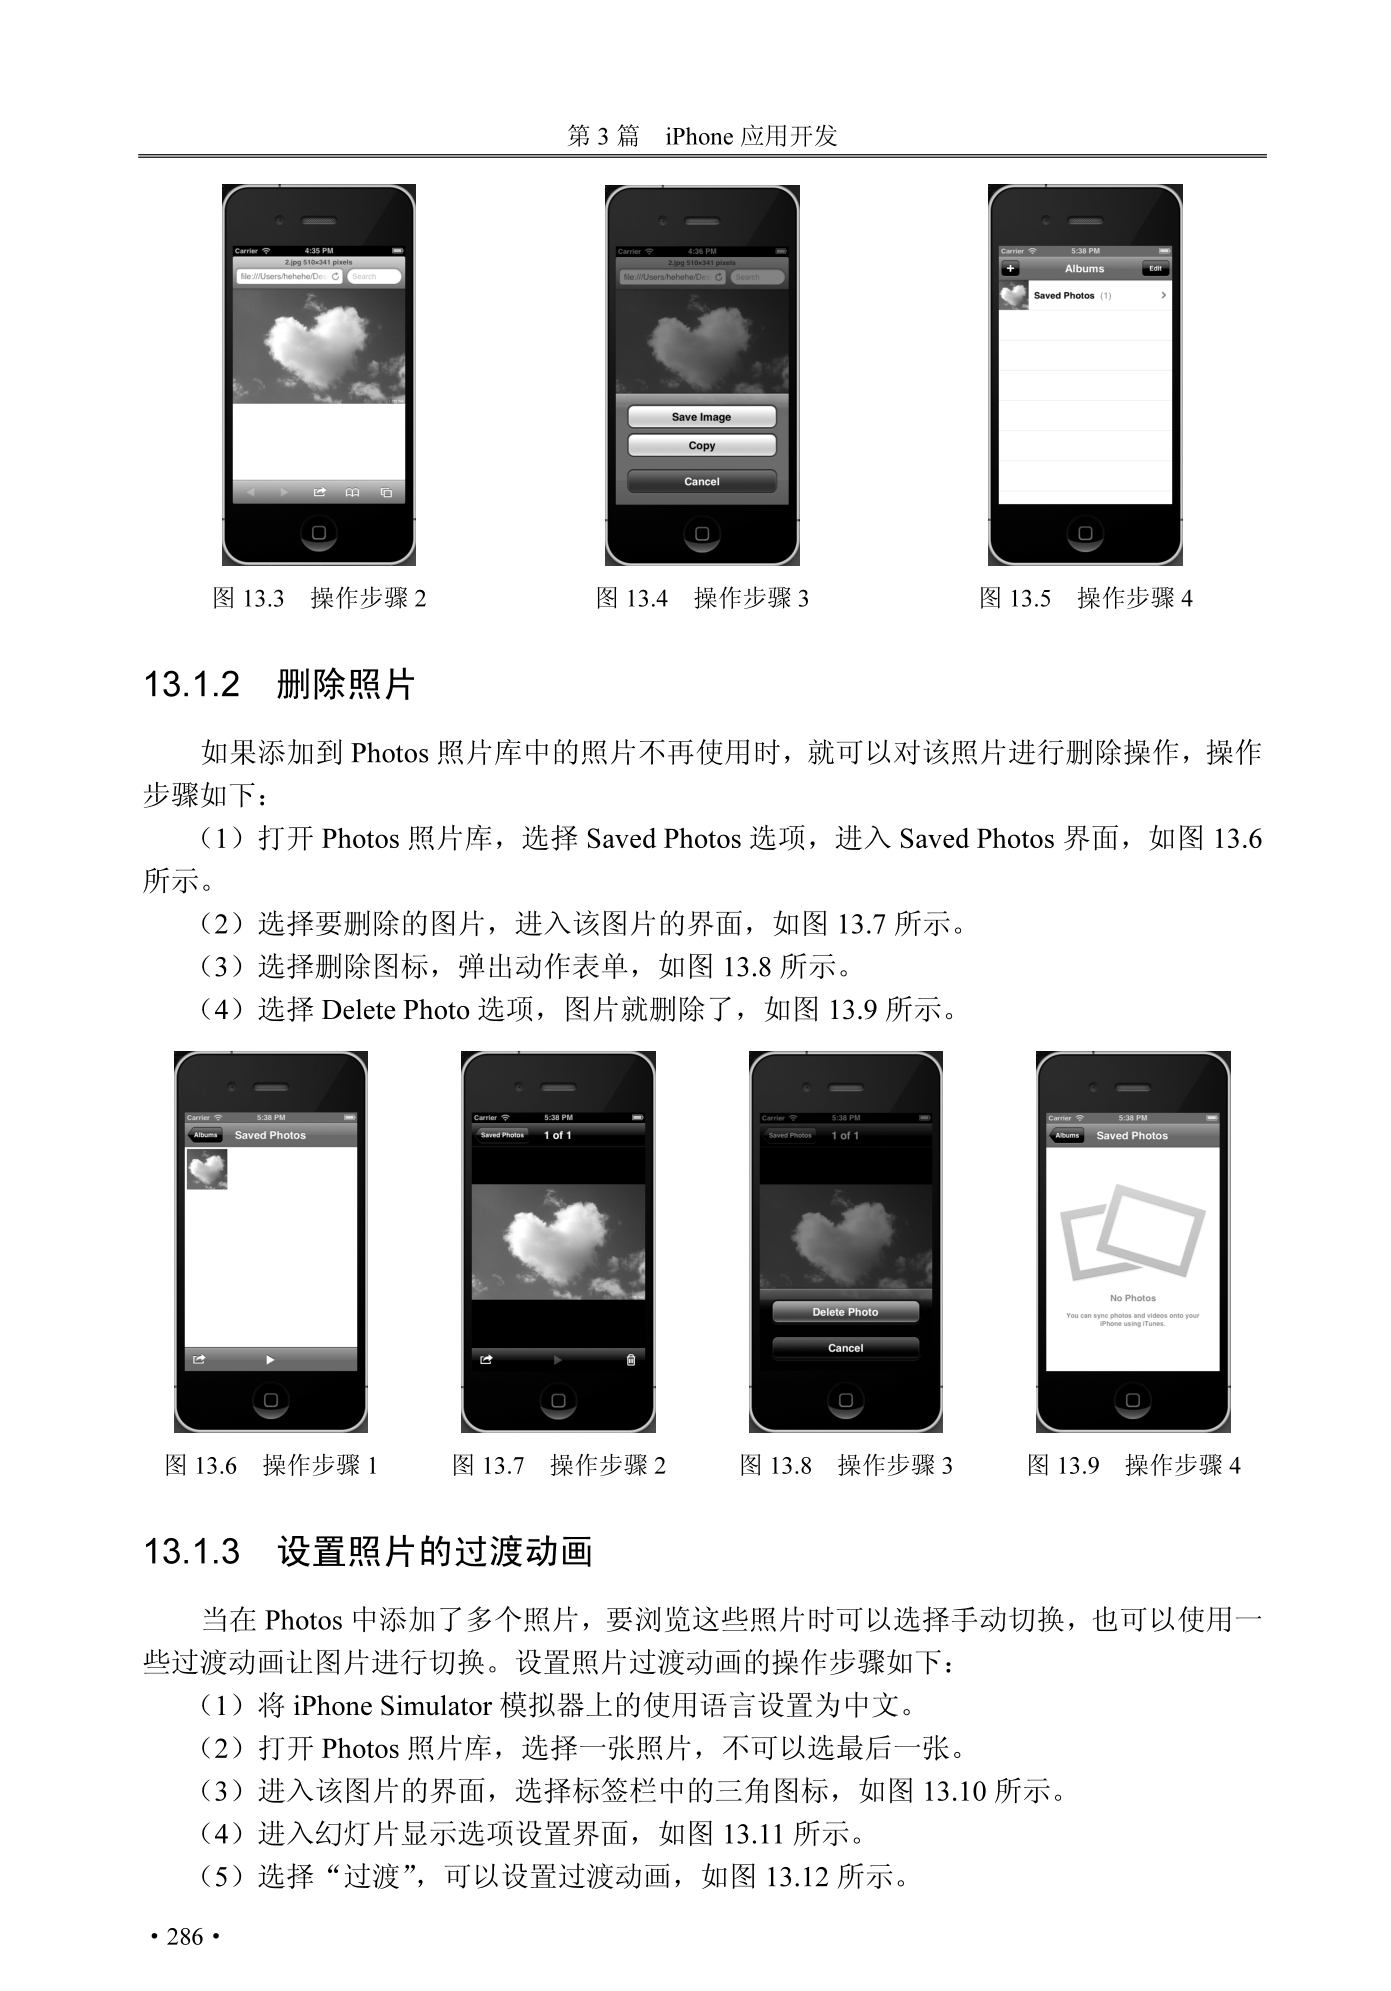 第 3 篇　iPhone 应用开发
Carrier 4:35 PM
2.jpg 510×341 pixels
file:///Users/hehehe/Des Search
Carrier 4:36 PM
2.jpg 510×341 pixels
file:///Users/hehehe/Des Search
Save Image
Copy
Cancel
Carrier 5:38 PM
+ Albums Edit
Saved Photos (1)
图 13.3　操作步骤 2
图 13.4　操作步骤 3
图 13.5　操作步骤 4
13.1.2　删除照片
如果添加到 Photos 照片库中的照片不再使用时，就可以对该照片进行删除操作，操作
步骤如下：
（1）打开 Photos 照片库，选择 Saved Photos 选项，进入 Saved Photos 界面，如图 13.6
所示。
（2）选择要删除的图片，进入该图片的界面，如图 13.7 所示。
（3）选择删除图标，弹出动作表单，如图 13.8 所示。
（4）选择 Delete Photo 选项，图片就删除了，如图 13.9 所示。
Carrier 5:38 PM
Albums Saved Photos
Carrier 5:38 PM
Saved Photos 1 of 1
Carrier 5:38 PM
Saved Photos 1 of 1
Delete Photo
Cancel
Carrier 5:38 PM
Albums Saved Photos
No Photos
You can sync photos and videos onto your
iPhone using iTunes.
图 13.6　操作步骤 1
图 13.7　操作步骤 2
图 13.8　操作步骤 3
图 13.9　操作步骤 4
13.1.3　设置照片的过渡动画
当在 Photos 中添加了多个照片，要浏览这些照片时可以选择手动切换，也可以使用一
些过渡动画让图片进行切换。设置照片过渡动画的操作步骤如下：
（1）将 iPhone Simulator 模拟器上的使用语言设置为中文。
（2）打开 Photos 照片库，选择一张照片，不可以选最后一张。
（3）进入该图片的界面，选择标签栏中的三角图标，如图 13.10 所示。
（4）进入幻灯片显示选项设置界面，如图 13.11 所示。
（5）选择“过渡”，可以设置过渡动画，如图 13.12 所示。
·286·